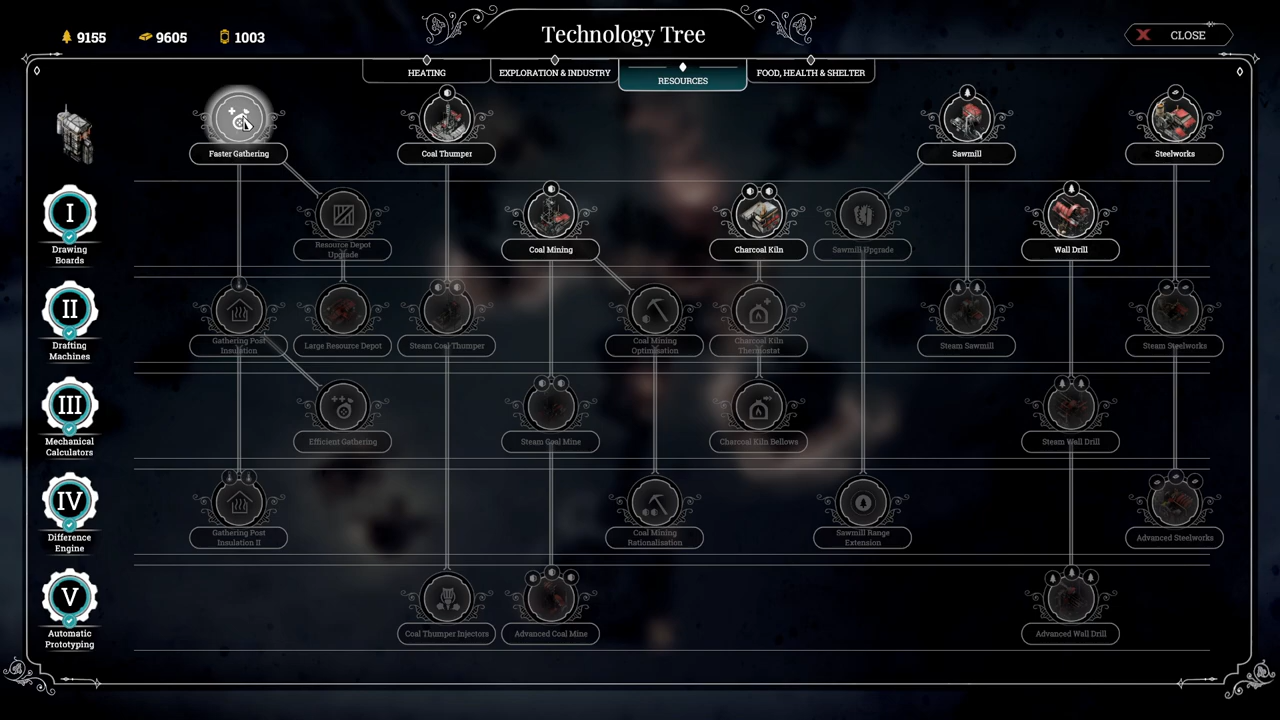 9155
9605
1003
Technology Tree
CLOSE
HEATING
EXPLORATION & INDUSTRY
RESOURCES
FOOD, HEALTH & SHELTER
Faster Gathering
Coal Thumper
Sawmill
Steelworks
I
Drawing
Boards
Resource Depot
Upgrade
Coal Mining
Charcoal Kiln
Sawmill Upgrade
Wall Drill
II
Drafting
Machines
Gathering Post
Insulation
Large Resource Depot
Steam Coal Thumper
Coal Mining
Optimisation
Charcoal Kiln
Thermostat
Steam Sawmill
Steam Steelworks
III
Mechanical
Calculators
Efficient Gathering
Steam Coal Mine
Charcoal Kiln Bellows
Steam Wall Drill
IV
Difference
Engine
Gathering Post
Insulation II
Coal Mining
Rationalisation
Sawmill Range
Extension
Advanced Steelworks
V
Automatic
Prototyping
Coal Thumper Injectors
Advanced Coal Mine
Advanced Wall Drill